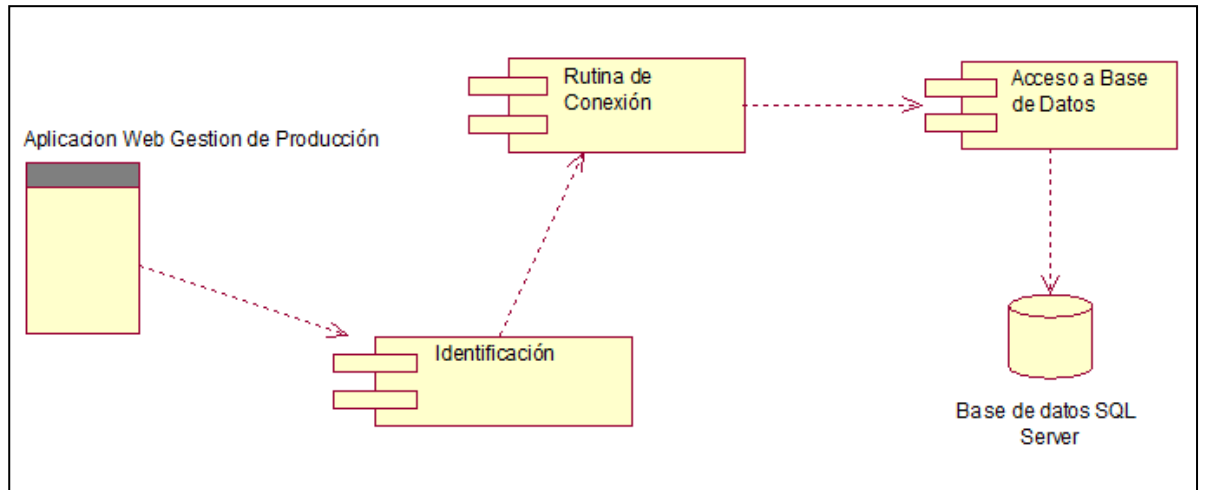 Aplicacion Web Gestion de Producción
Identificación
Rutina de
Conexión
Acceso a Base
de Datos
Base de datos SQL
Server